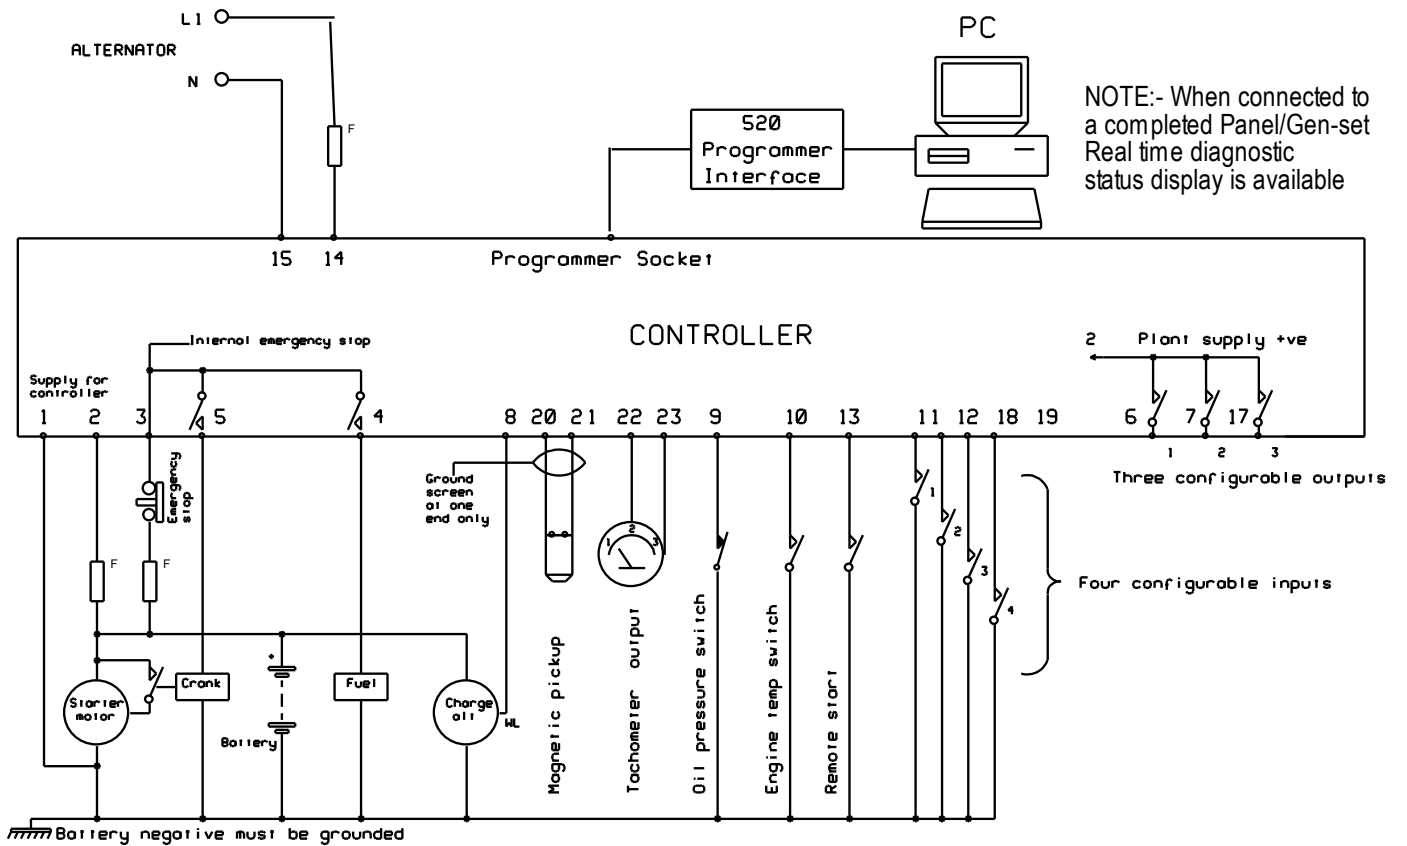 L1
ALTERNATOR
N
F
PC
520
Programmer
Interface
NOTE:- When connected to
a completed Panel/Gen-set
Real time diagnostic
status display is available
15 14
Programmer Socket
CONTROLLER
Internal emergency stop
Supply for
controller
2 Plant supply +ve
1 2 3 5 4 8 20 21 22 23 9 10 13 11 12 18 19 6 7 17
1 2 3
Three configurable outputs
Emergency
stop
Ground
screen
at one
end only
F F
1 2 3
1
2
3
4
Four configurable inputs
Starter
motor
Crank
Battery
+
Fuel
Charge
alt
WL
Magnetic pickup
Tachometer output
Oil pressure switch
Engine temp switch
Remote start
Battery negative must be grounded